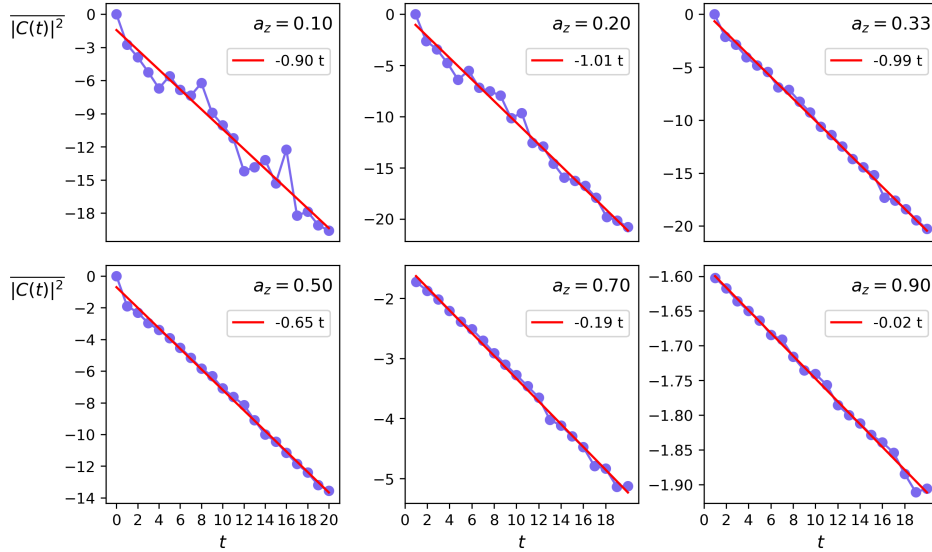 |C(t)|² a_z = 0.10 a_z = 0.20 a_z = 0.33
-0.90 t -1.01 t -0.99 t
0 -3 -6 -9 -12 -15 -18
0 -5 -10 -15 -20
0 -5 -10 -15 -20
|C(t)|² a_z = 0.50 a_z = 0.70 a_z = 0.90
-0.65 t -0.19 t -0.02 t
0 -2 -4 -6 -8 -10 -12 -14
-2 -3 -4 -5
-1.60 -1.65 -1.70 -1.75 -1.80 -1.85 -1.90
0 2 4 6 8 10 12 14 16 18 20
0 2 4 6 8 10 12 14 16 18
0 2 4 6 8 10 12 14 16 18
t t t